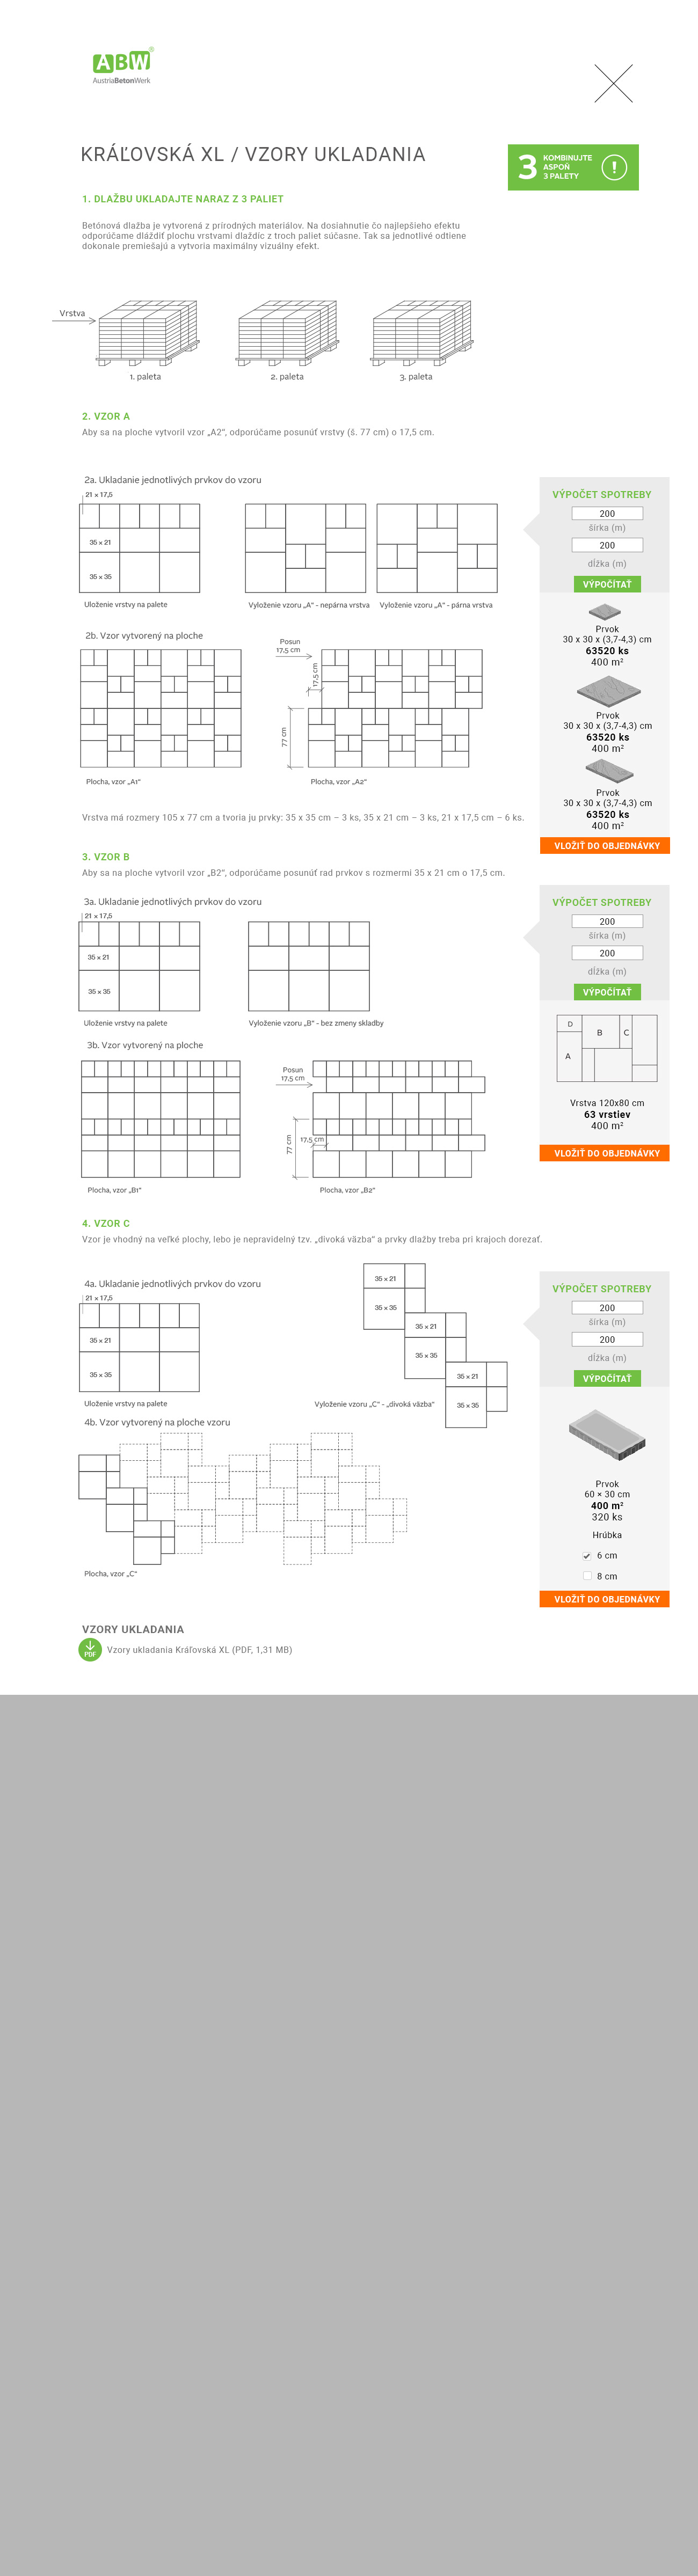 ABW®
AustriaBetonWerk
KRÁĽOVSKÁ XL / VZORY UKLADANIA
3 KOMBINUJTE
ASPOŇ
3 PALETY
!
1. DLAŽBU UKLADAJTE NARAZ Z 3 PALIET
Betónová dlažba je vytvorená z prírodných materiálov. Na dosiahnutie čo najlepšieho efektu
odporúčame dláždiť plochu vrstvami dlaždíc z troch paliet súčasne. Tak sa jednotlivé odtiene
dokonale premiešajú a vytvoria maximálny vizuálny efekt.
Vrstva
1. paleta
2. paleta
3. paleta
2. VZOR A
Aby sa na ploche vytvoril vzor „A2“, odporúčame posunúť vrstvy (š. 77 cm) o 17,5 cm.
2a. Ukladanie jednotlivých prvkov do vzoru
21 x 17,5
35 x 21
35 x 35
Uloženie vrstvy na palete
Vyloženie vzoru „A“ - nepárna vrstva
Vyloženie vzoru „A“ - párna vrstva
2b. Vzor vytvorený na ploche
Posun
17,5 cm
17,5 cm
77 cm
Plocha, vzor „A1“
Plocha, vzor „A2“
Vrstva má rozmery 105 x 77 cm a tvoria ju prvky: 35 x 35 cm – 3 ks, 35 x 21 cm – 3 ks, 21 x 17,5 cm – 6 ks.
VÝPOČET SPOTREBY
200
šírka (m)
200
dĺžka (m)
VÝPOČÍTAŤ
Prvok
30 x 30 x (3,7-4,3) cm
63520 ks
400 m²
Prvok
30 x 30 x (3,7-4,3) cm
63520 ks
400 m²
Prvok
30 x 30 x (3,7-4,3) cm
63520 ks
400 m²
VLOŽIŤ DO OBJEDNÁVKY
3. VZOR B
Aby sa na ploche vytvoril vzor „B2“, odporúčame posunúť rad prvkov s rozmermi 35 x 21 cm o 17,5 cm.
3a. Ukladanie jednotlivých prvkov do vzoru
21 x 17,5
35 x 21
35 x 35
Uloženie vrstvy na palete
Vyloženie vzoru „B“ - bez zmeny skladby
3b. Vzor vytvorený na ploche
Posun
17,5 cm
77 cm
17,5 cm
Plocha, vzor „B1“
Plocha, vzor „B2“
VÝPOČET SPOTREBY
200
šírka (m)
200
dĺžka (m)
VÝPOČÍTAŤ
D
B
C
A
Vrstva 120x80 cm
63 vrstiev
400 m²
VLOŽIŤ DO OBJEDNÁVKY
4. VZOR C
Vzor je vhodný na veľké plochy, lebo je nepravidelný tzv. „divoká väzba“ a prvky dlažby treba pri krajoch dorezať.
4a. Ukladanie jednotlivých prvkov do vzoru
21 x 17,5
35 x 21
35 x 35
Uloženie vrstvy na palete
35 x 21
35 x 35
35 x 21
35 x 35
35 x 21
35 x 35
Vyloženie vzoru „C“ - „divoká väzba“
4b. Vzor vytvorený na ploche vzoru
Plocha, vzor „C“
VÝPOČET SPOTREBY
200
šírka (m)
200
dĺžka (m)
VÝPOČÍTAŤ
Prvok
60 × 30 cm
400 m²
320 ks
Hrúbka
6 cm
8 cm
VLOŽIŤ DO OBJEDNÁVKY
VZORY UKLADANIA
PDF
Vzory ukladania Kráľovská XL (PDF, 1,31 MB)